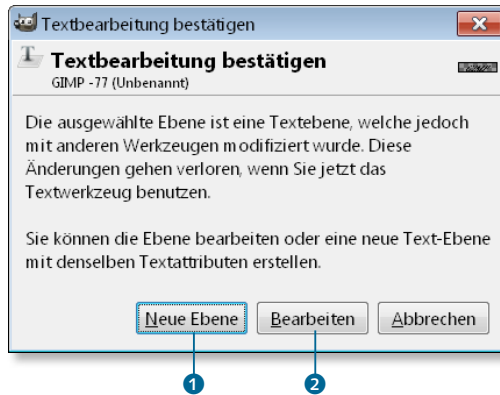 Textbearbeitung bestätigen
Textbearbeitung bestätigen
GIMP -77 (Unbenannt)
Die ausgewählte Ebene ist eine Textebene, welche jedoch
mit anderen Werkzeugen modifiziert wurde. Diese
Änderungen gehen verloren, wenn Sie jetzt das
Textwerkzeug benutzen.
Sie können die Ebene bearbeiten oder eine neue Text-Ebene
mit denselben Textattributen erstellen.
Neue Ebene Bearbeiten Abbrechen
1 2